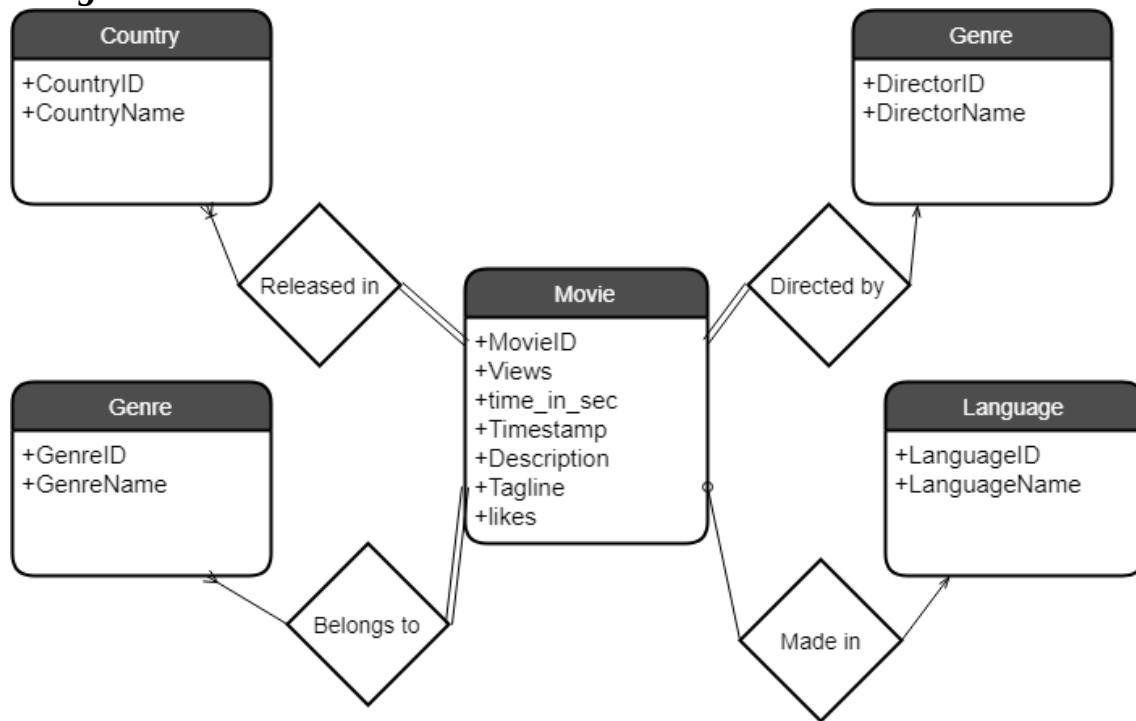 Country
+CountryID
+CountryName
Genre
+DirectorID
+DirectorName
Released in
Directed by
Movie
+MovieID
+Views
+time_in_sec
+Timestamp
+Description
+Tagline
+likes
Genre
+GenreID
+GenreName
Language
+LanguageID
+LanguageName
Belongs to
Made in